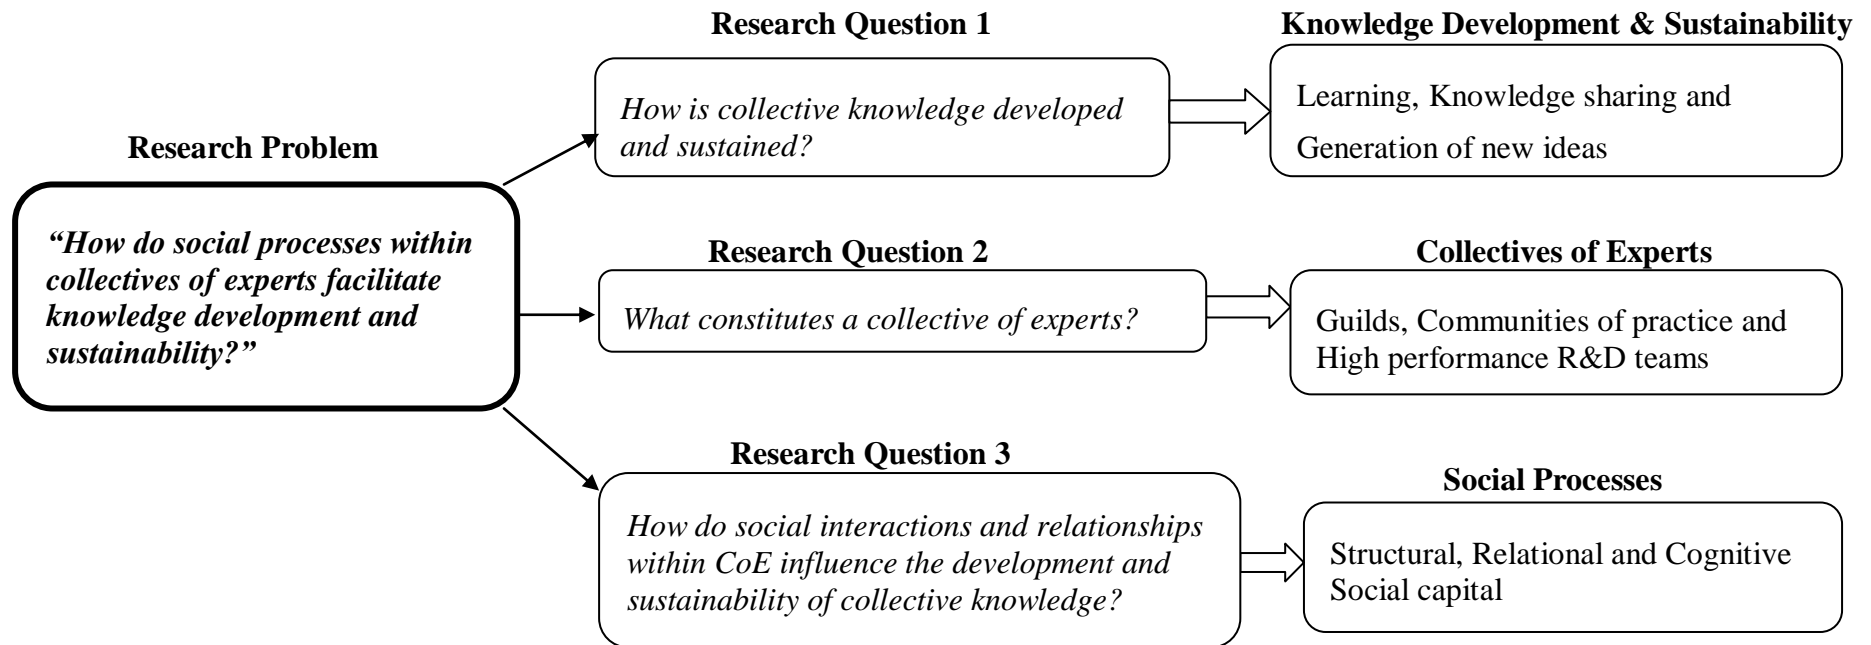 Research Problem
“How do social processes within
collectives of experts facilitate
knowledge development and
sustainability?”
Research Question 1
How is collective knowledge developed
and sustained?
Knowledge Development & Sustainability
Learning, Knowledge sharing and
Generation of new ideas
Research Question 2
What constitutes a collective of experts?
Collectives of Experts
Guilds, Communities of practice and
High performance R&D teams
Research Question 3
How do social interactions and relationships
within CoE influence the development and
sustainability of collective knowledge?
Social Processes
Structural, Relational and Cognitive
Social capital